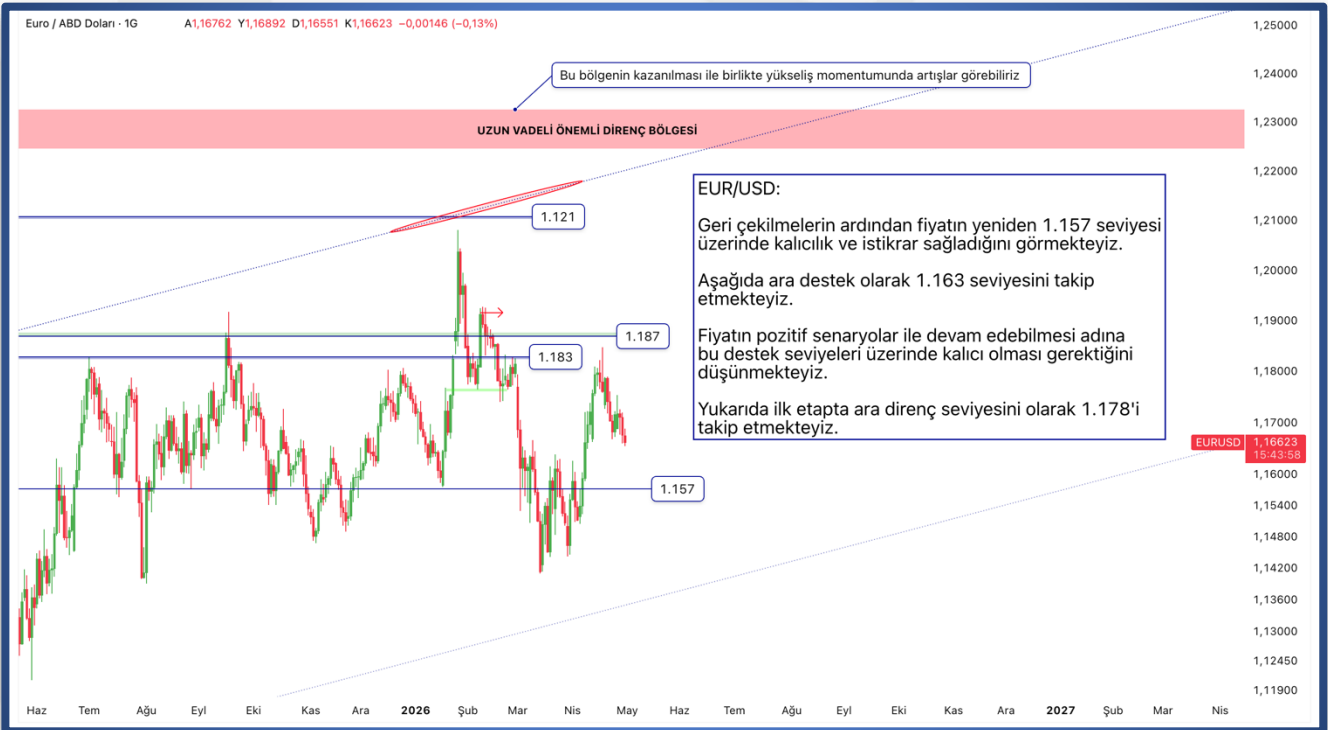 Euro / ABD Doları · 1G A1,16762 Y1,16892 D1,16551 K1,16623 −0,00146 (−0,13%)
1,25000
Bu bölgenin kazanılması ile birlikte yükseliş momentumunda artışlar görebiliriz
1,24000
UZUN VADELİ ÖNEMLİ DİRENÇ BÖLGESİ
1,23000
1,22000
1.121
1,21000
1,20000
1,19000
1.187
1.183
1,18000
1,17000
EUR/USD:
Geri çekilmelerin ardından fiyatın yeniden 1.157 seviyesi
üzerinde kalıcılık ve istikrar sağladığını görmekteyiz.
Aşağıda ara destek olarak 1.163 seviyesini takip
etmekteyiz.
Fiyatın pozitif senaryolar ile devam edebilmesi adına
bu destek seviyeleri üzerinde kalıcı olması gerektiğini
düşünmekteyiz.
Yukarıda ilk etapta ara direnç seviyesini olarak 1.178'i
takip etmekteyiz.
EURUSD 1,16623
15:43:58
1,16000
1.157
1,15400
1,14800
1,14200
1,13600
1,13000
1,12450
1,11900
Haz Tem Ağu Eyl Eki Kas Ara 2026 Şub Mar Nis May Haz Tem Ağu Eyl Eki Kas Ara 2027 Şub Mar Nis